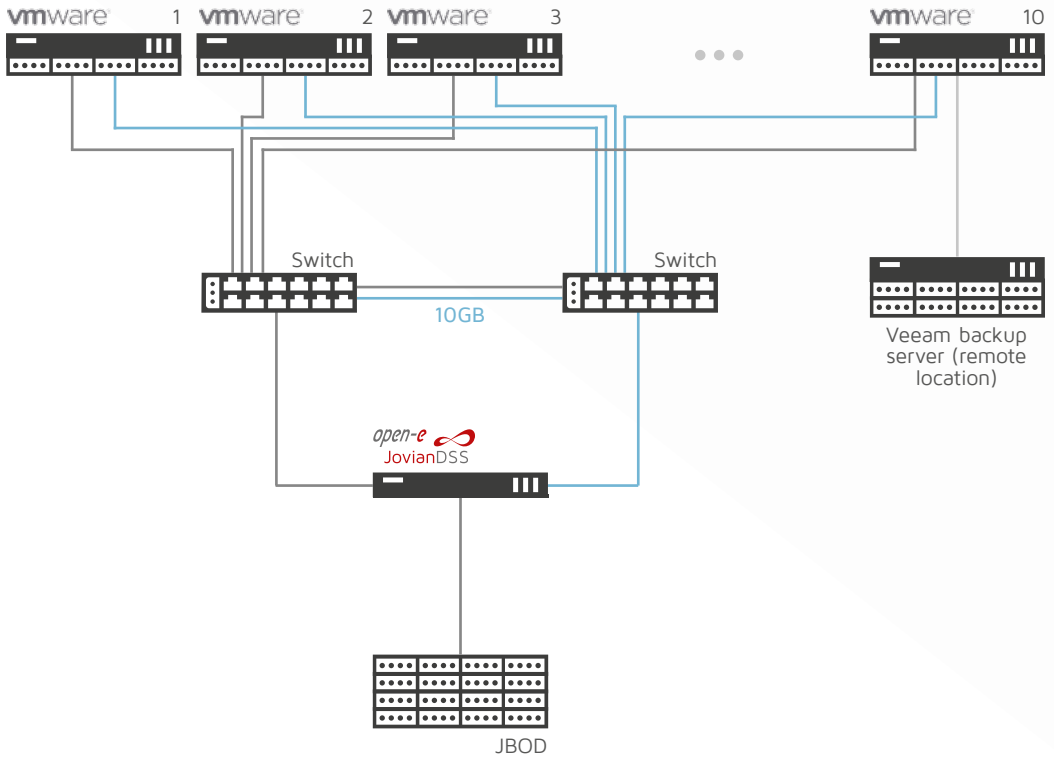 vmware 1
vmware 2
vmware 3
vmware 10
Switch
Switch
10GB
Veeam backup
server (remote
location)
open-e
JovianDSS
JBOD